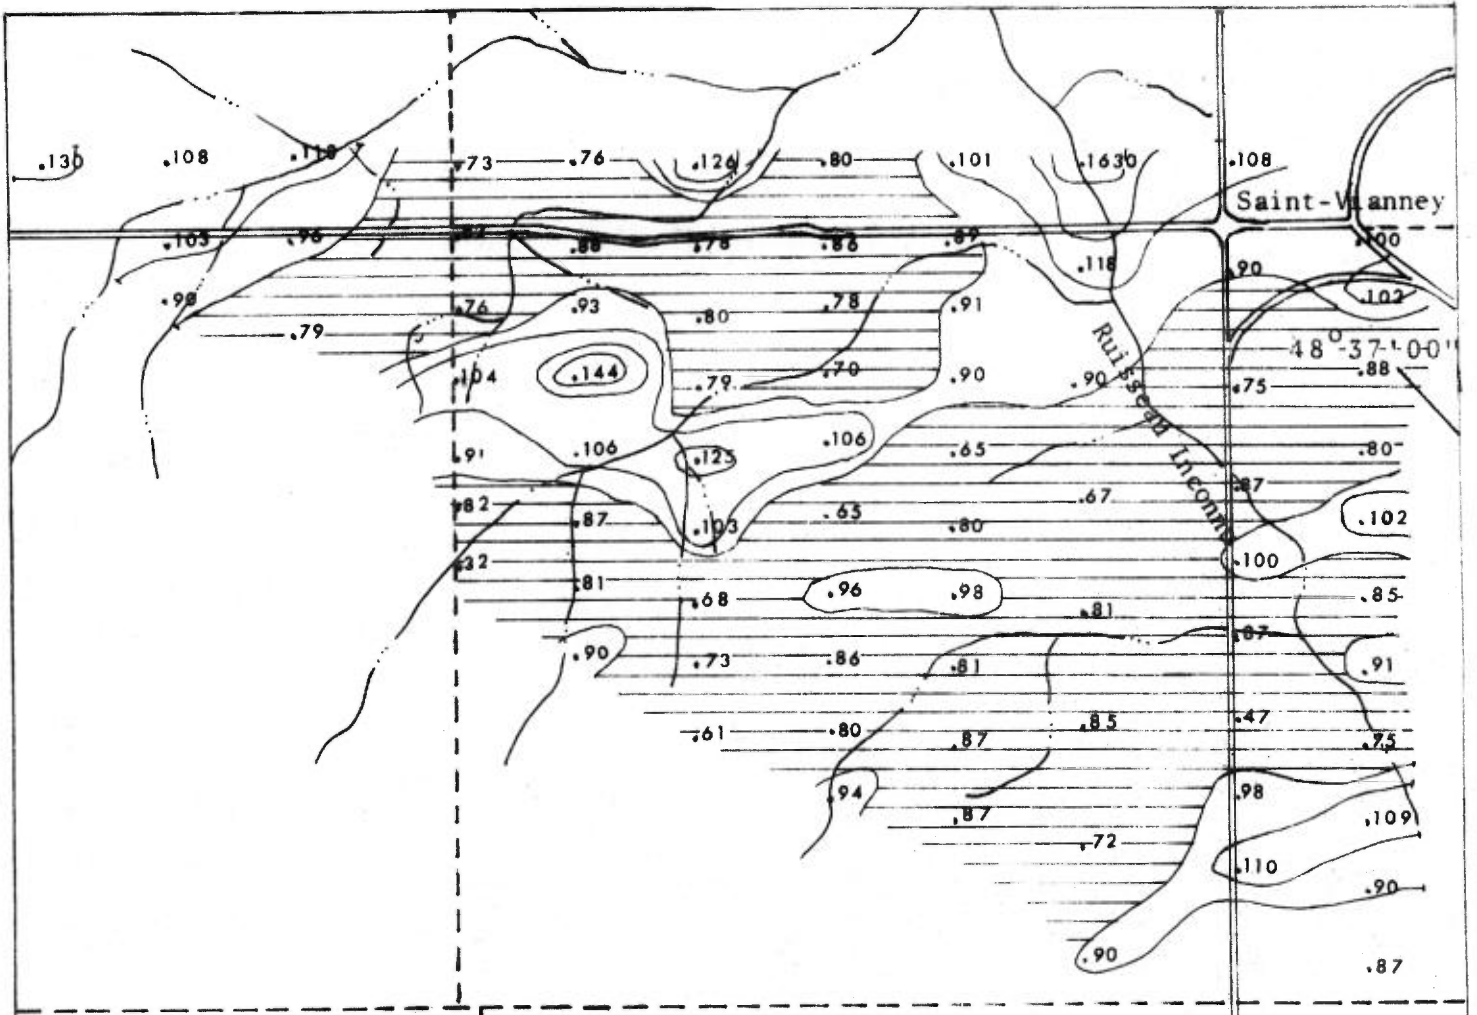 .130 .108 .118 .73 .76 .126 .80 .101 .1630 .108
Saint-Vianney
.103 .96 .82 .88 .78 .86 .89 .100
.118 .90
.90 .76 .93 .80 .78 .91 .102
.79
48°-37'-00"
.104 .144 .79 .70 .90 .90 .75 .88
Ruisseau Inconnu
.91 .106 .125 .106 .65 .80
.82 .87 .103 .63 .80 .67 .87 .102
.32 .81 .100
.68 .96 .98 .81 .85
.87
.90 .73 .86 .81 .91
.61 .80 .87 .85 .47 .75
.94 .87 .98
.72 .109
.110 .90
.90 .87